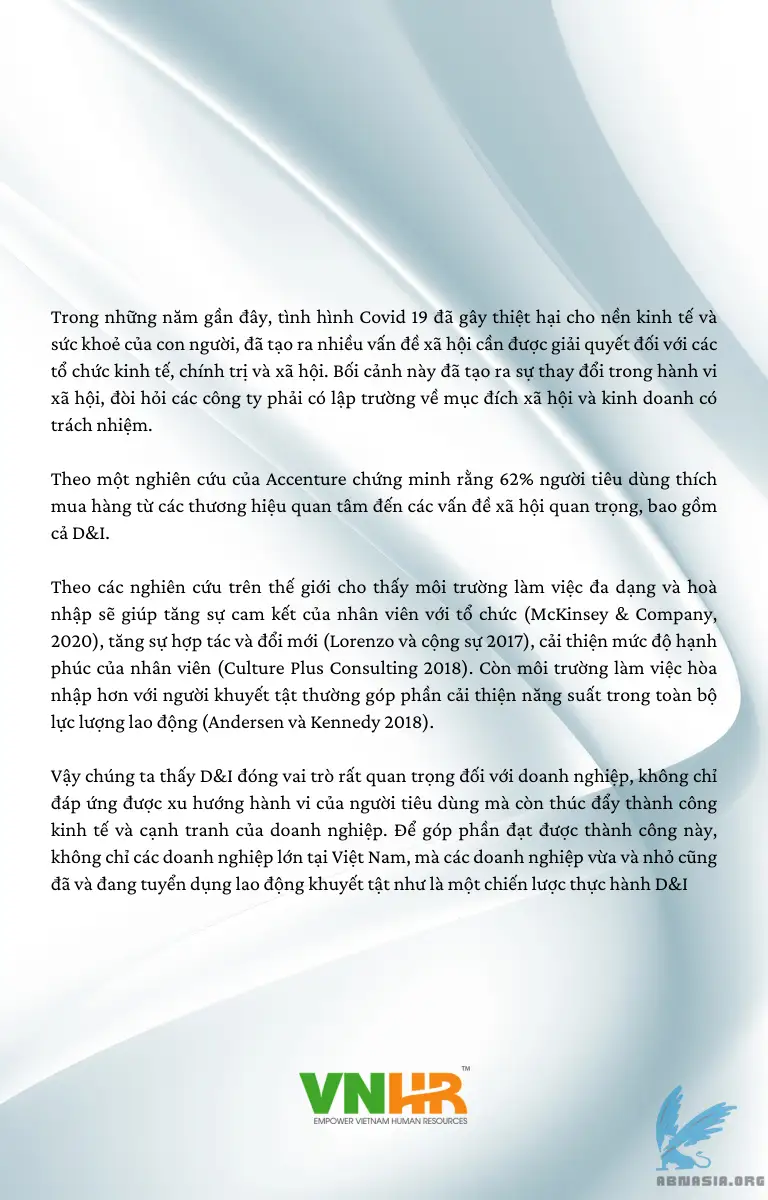 Trong những năm gần đây, tình hình Covid 19 đã gây thiệt hại cho nền kinh tế và
sức khoẻ của con người, đã tạo ra nhiều vấn đề xã hội cần được giải quyết đối với các
tổ chức kinh tế, chính trị và xã hội. Bối cảnh này đã tạo ra sự thay đổi trong hành vi
xã hội, đòi hỏi các công ty phải có lập trường về mục đích xã hội và kinh doanh có
trách nhiệm.
Theo một nghiên cứu của Accenture chứng minh rằng 62% người tiêu dùng thích
mua hàng từ các thương hiệu quan tâm đến các vấn đề xã hội quan trọng, bao gồm
cả D&I.
Theo các nghiên cứu trên thế giới cho thấy môi trường làm việc đa dạng và hoà
nhập sẽ giúp tăng sự cam kết của nhân viên với tổ chức (McKinsey & Company,
2020), tăng sự hợp tác và đổi mới (Lorenzo và cộng sự 2017), cải thiện mức độ hạnh
phúc của nhân viên (Culture Plus Consulting 2018). Còn môi trường làm việc hòa
nhập hơn với người khuyết tật thường góp phần cải thiện năng suất trong toàn bộ
lực lượng lao động (Andersen và Kennedy 2018).
Vậy chúng ta thấy D&I đóng vai trò rất quan trọng đối với doanh nghiệp, không chỉ
đáp ứng được xu hướng hành vi của người tiêu dùng mà còn thúc đẩy thành công
kinh tế và cạnh tranh của doanh nghiệp. Để góp phần đạt được thành công này,
không chỉ các doanh nghiệp lớn tại Việt Nam, mà các doanh nghiệp vừa và nhỏ cũng
đã và đang tuyển dụng lao động khuyết tật như là một chiến lược thực hành D&I
VNHR™
EMPOWER VIETNAM HUMAN RESOURCES
ABNASIA.ORG